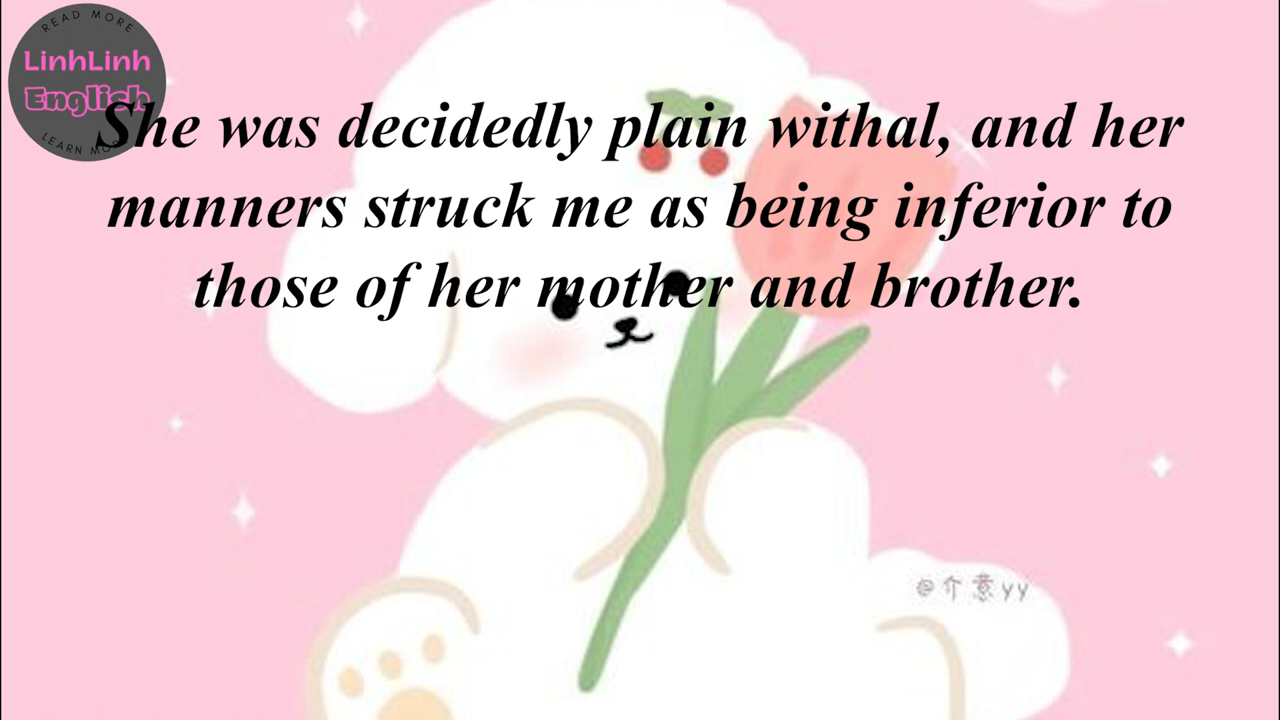 READ MORE
LinhLinh
English
LEARN MORE
She was decidedly plain withal, and her
manners struck me as being inferior to
those of her mother and brother.
@介意yy